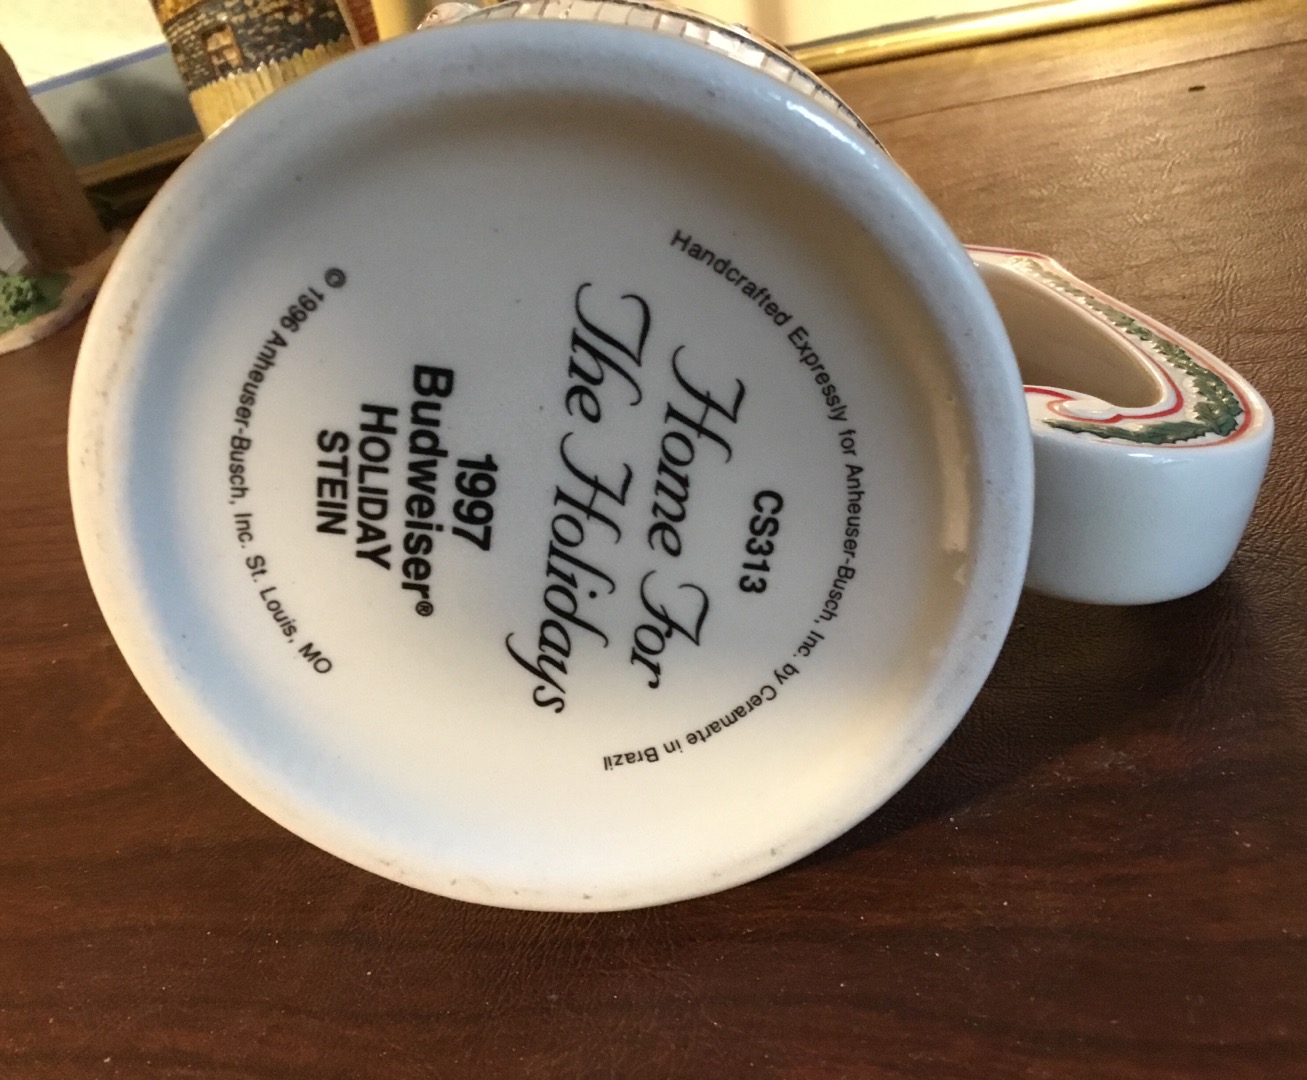 Handcrafted Expressly for Anheuser-Busch, Inc. by Ceramarte in Brazil
CS313
Home For
The Holidays
1997
Budweiser®
HOLIDAY
STEIN
© 1996 Anheuser-Busch, Inc. St. Louis, MO